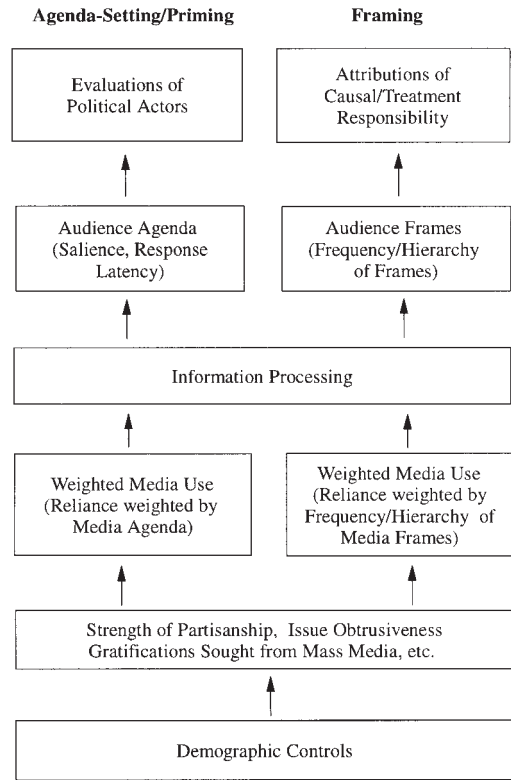 Agenda-Setting/Priming
Framing
Evaluations of
Political Actors
Attributions of
Causal/Treatment
Responsibility
Audience Agenda
(Salience, Response
Latency)
Audience Frames
(Frequency/Hierarchy
of Frames)
Information Processing
Weighted Media Use
(Reliance weighted by
Media Agenda)
Weighted Media Use
(Reliance weighted by
Frequency/Hierarchy of
Media Frames)
Strength of Partisanship, Issue Obtrusiveness
Gratifications Sought from Mass Media, etc.
Demographic Controls